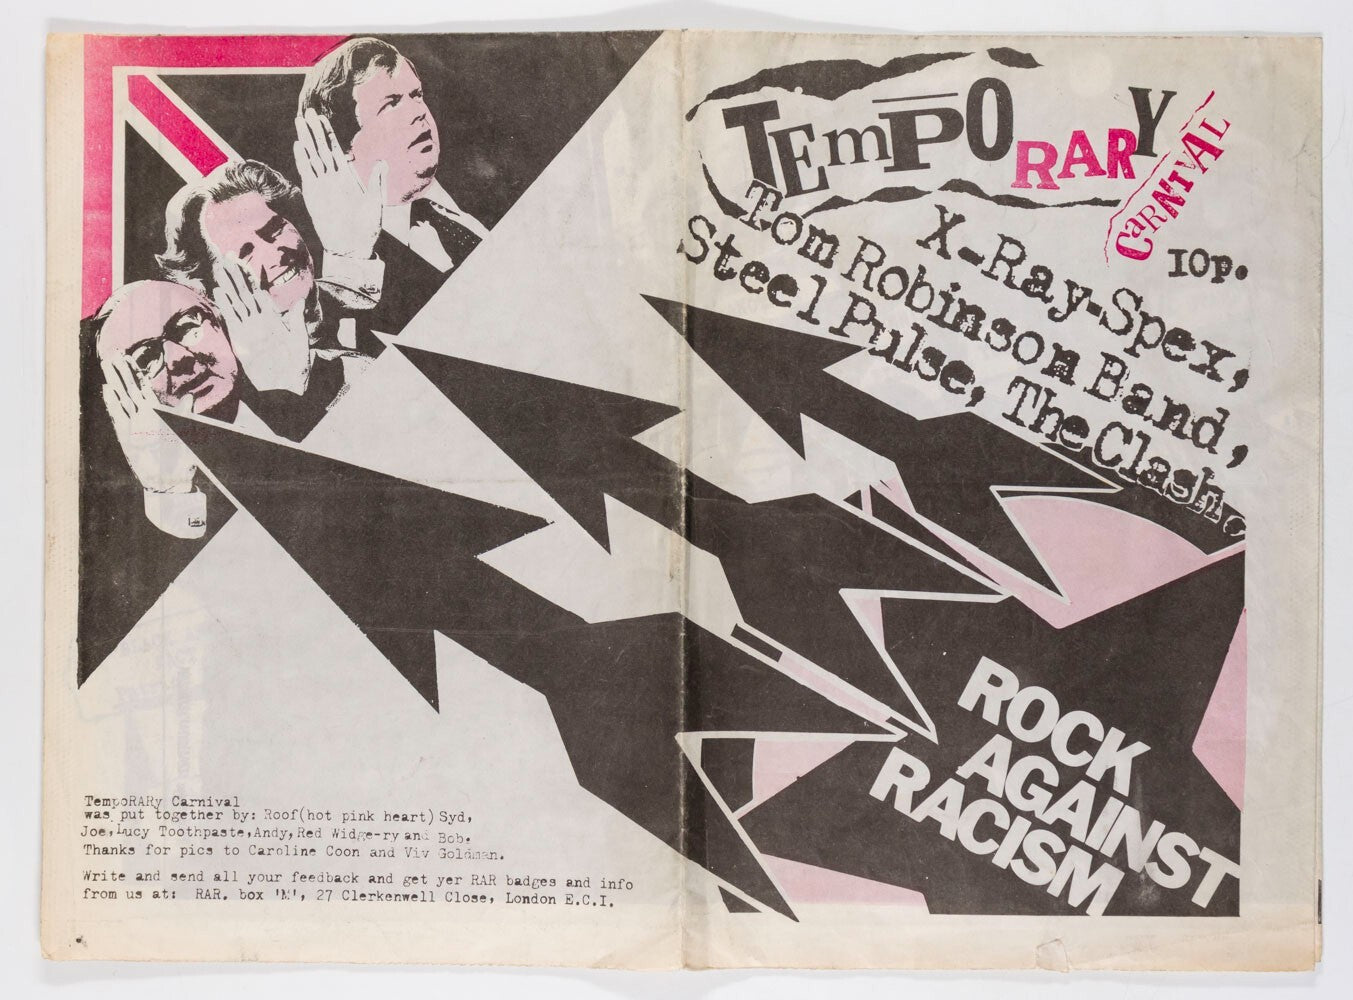 TEmPORARY
CaRNIVAL
10p.
X-Ray-Spex,
Tom Robinson Band,
Steel Pulse, The Clash.
ROCK
AGAINST
RACISM
TempoRARy Carnival
was put together by: Roof(hot pink heart) Syd,
Joe, Lucy Toothpaste, Andy, Red Widge-ry and Bob.
Thanks for pics to Caroline Coon and Viv Goldman.
Write and send all your feedback and get yer RAR badges and info
from us at: RAR. box 'M', 27 Clerkenwell Close, London E.C.I.